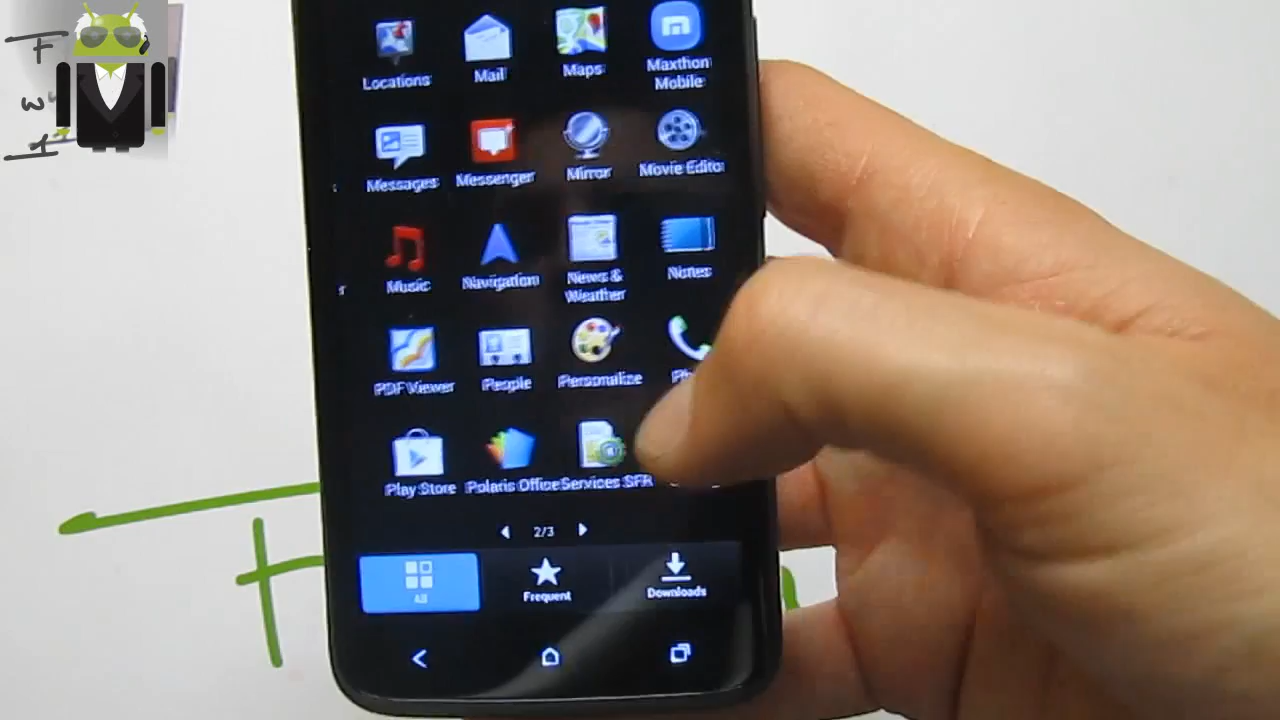 Locations Mail Maps Maxthon Mobile
Messages Messenger Mirror Movie Edito
Music Navigation News & Weather Notes
PDF Viewer People Personalize
Play Store Polaris Office Services SFR
2/3
All Frequent Downloads